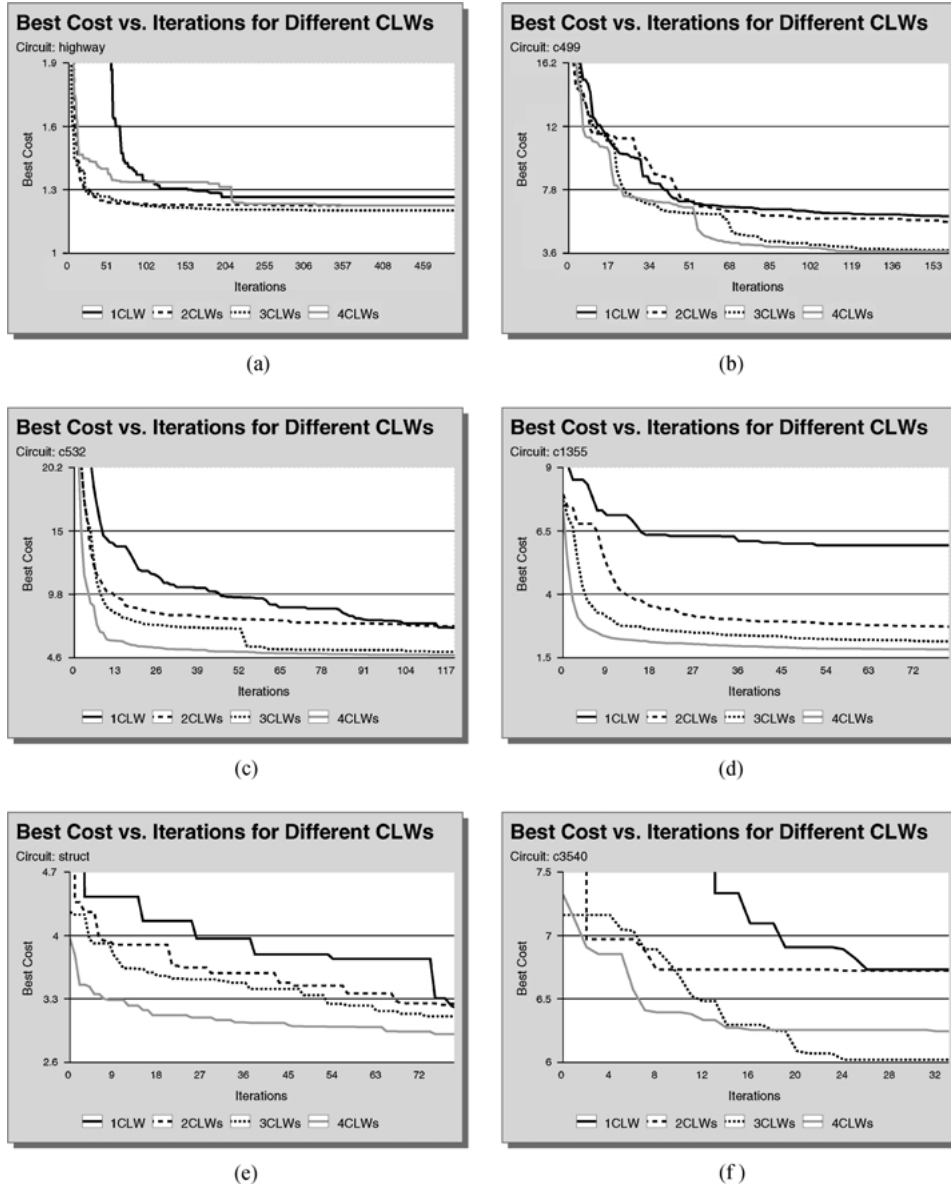 Best Cost vs. Iterations for Different CLWs
Circuit: highway
Best Cost
1.9
1.6
1.3
1
0 51 102 153 204 255 306 357 408 459
Iterations
1CLW 2CLWs 3CLWs 4CLWs
(a)
Best Cost vs. Iterations for Different CLWs
Circuit: c499
Best Cost
16.2
12
7.8
3.6
0 17 34 51 68 85 102 119 136 153
Iterations
1CLW 2CLWs 3CLWs 4CLWs
(b)
Best Cost vs. Iterations for Different CLWs
Circuit: c532
Best Cost
20.2
15
9.8
4.6
0 13 26 39 52 65 78 91 104 117
Iterations
1CLW 2CLWs 3CLWs 4CLWs
(c)
Best Cost vs. Iterations for Different CLWs
Circuit: c1355
Best Cost
9
6.5
4
1.5
0 9 18 27 36 45 54 63 72
Iterations
1CLW 2CLWs 3CLWs 4CLWs
(d)
Best Cost vs. Iterations for Different CLWs
Circuit: struct
Best Cost
4.7
4
3.3
2.6
0 9 18 27 36 45 54 63 72
Iterations
1CLW 2CLWs 3CLWs 4CLWs
(e)
Best Cost vs. Iterations for Different CLWs
Circuit: c3540
Best Cost
7.5
7
6.5
6
0 4 8 12 16 20 24 28 32
Iterations
1CLW 2CLWs 3CLWs 4CLWs
(f)